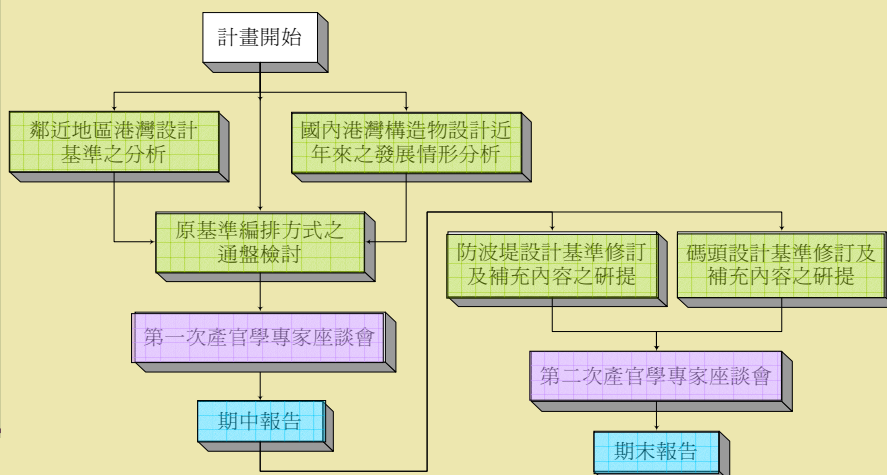 計畫開始
鄰近地區港灣設計
基準之分析
國內港灣構造物設計近
年來之發展情形分析
原基準編排方式之
通盤檢討
第一次產官學專家座談會
期中報告
防波堤設計基準修訂
及補充內容之研提
碼頭設計基準修訂及
補充內容之研提
第二次產官學專家座談會
期末報告